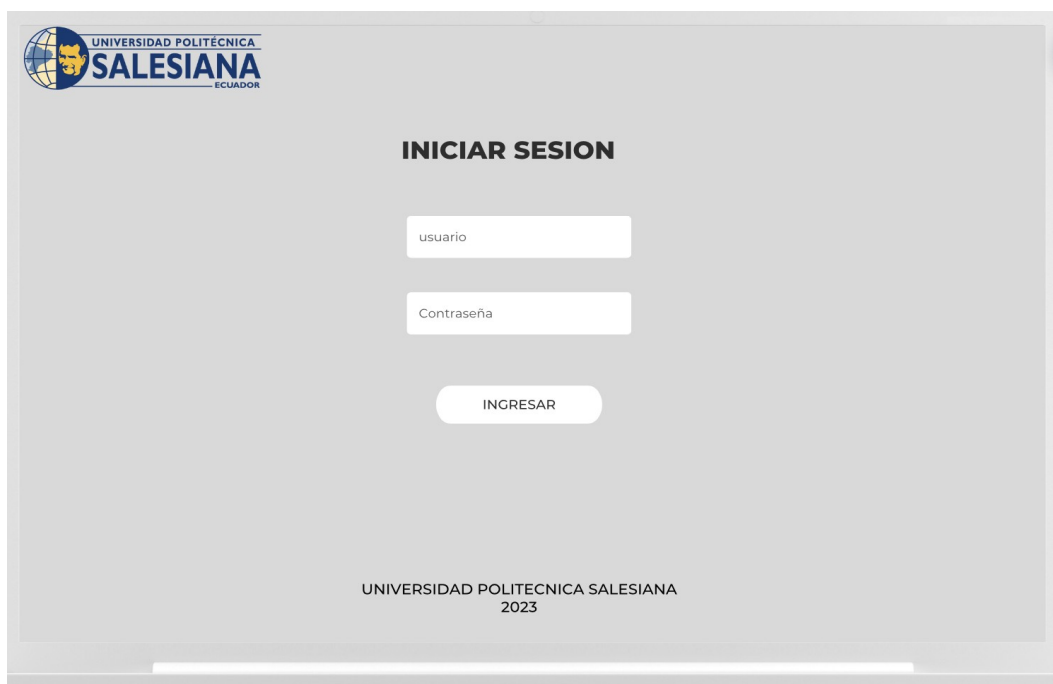 UNIVERSIDAD POLITÉCNICA
SALESIANA
ECUADOR
INICIAR SESION
usuario
Contraseña
INGRESAR
UNIVERSIDAD POLITECNICA SALESIANA
2023